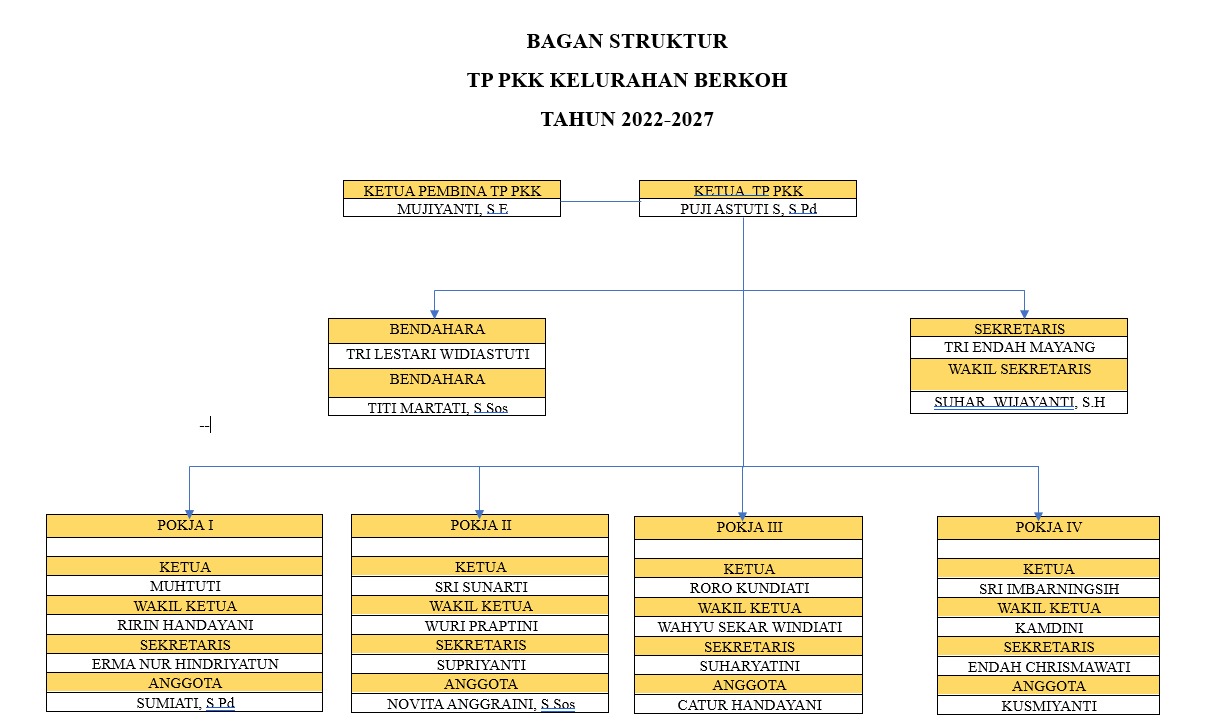 BAGAN STRUKTUR
TP PKK KELURAHAN BERKOH
TAHUN 2022-2027
KETUA PEMBINA TP PKK
MUJIYANTI, S.E
KETUA TP PKK
PUJI ASTUTI S, S.Pd
BENDAHARA
TRI LESTARI WIDIASTUTI
BENDAHARA
TITI MARTATI, S.Sos
SEKRETARIS
TRI ENDAH MAYANG
WAKIL SEKRETARIS
SUHAR WIJAYANTI, S.H
--
POKJA I
KETUA
MUHTUTI
WAKIL KETUA
RIRIN HANDAYANI
SEKRETARIS
ERMA NUR HINDRIYATUN
ANGGOTA
SUMIATI, S.Pd
POKJA II
KETUA
SRI SUNARTI
WAKIL KETUA
WURI PRAPTINI
SEKRETARIS
SUPRIYANTI
ANGGOTA
NOVITA ANGGRAINI, S.Sos
POKJA III
KETUA
RORO KUNDIATI
WAKIL KETUA
WAHYU SEKAR WINDIATI
SEKRETARIS
SUHARYATINI
ANGGOTA
CATUR HANDAYANI
POKJA IV
KETUA
SRI IMBARNINGSIH
WAKIL KETUA
KAMDINI
SEKRETARIS
ENDAH CHRISMAWATI
ANGGOTA
KUSMIYANTI